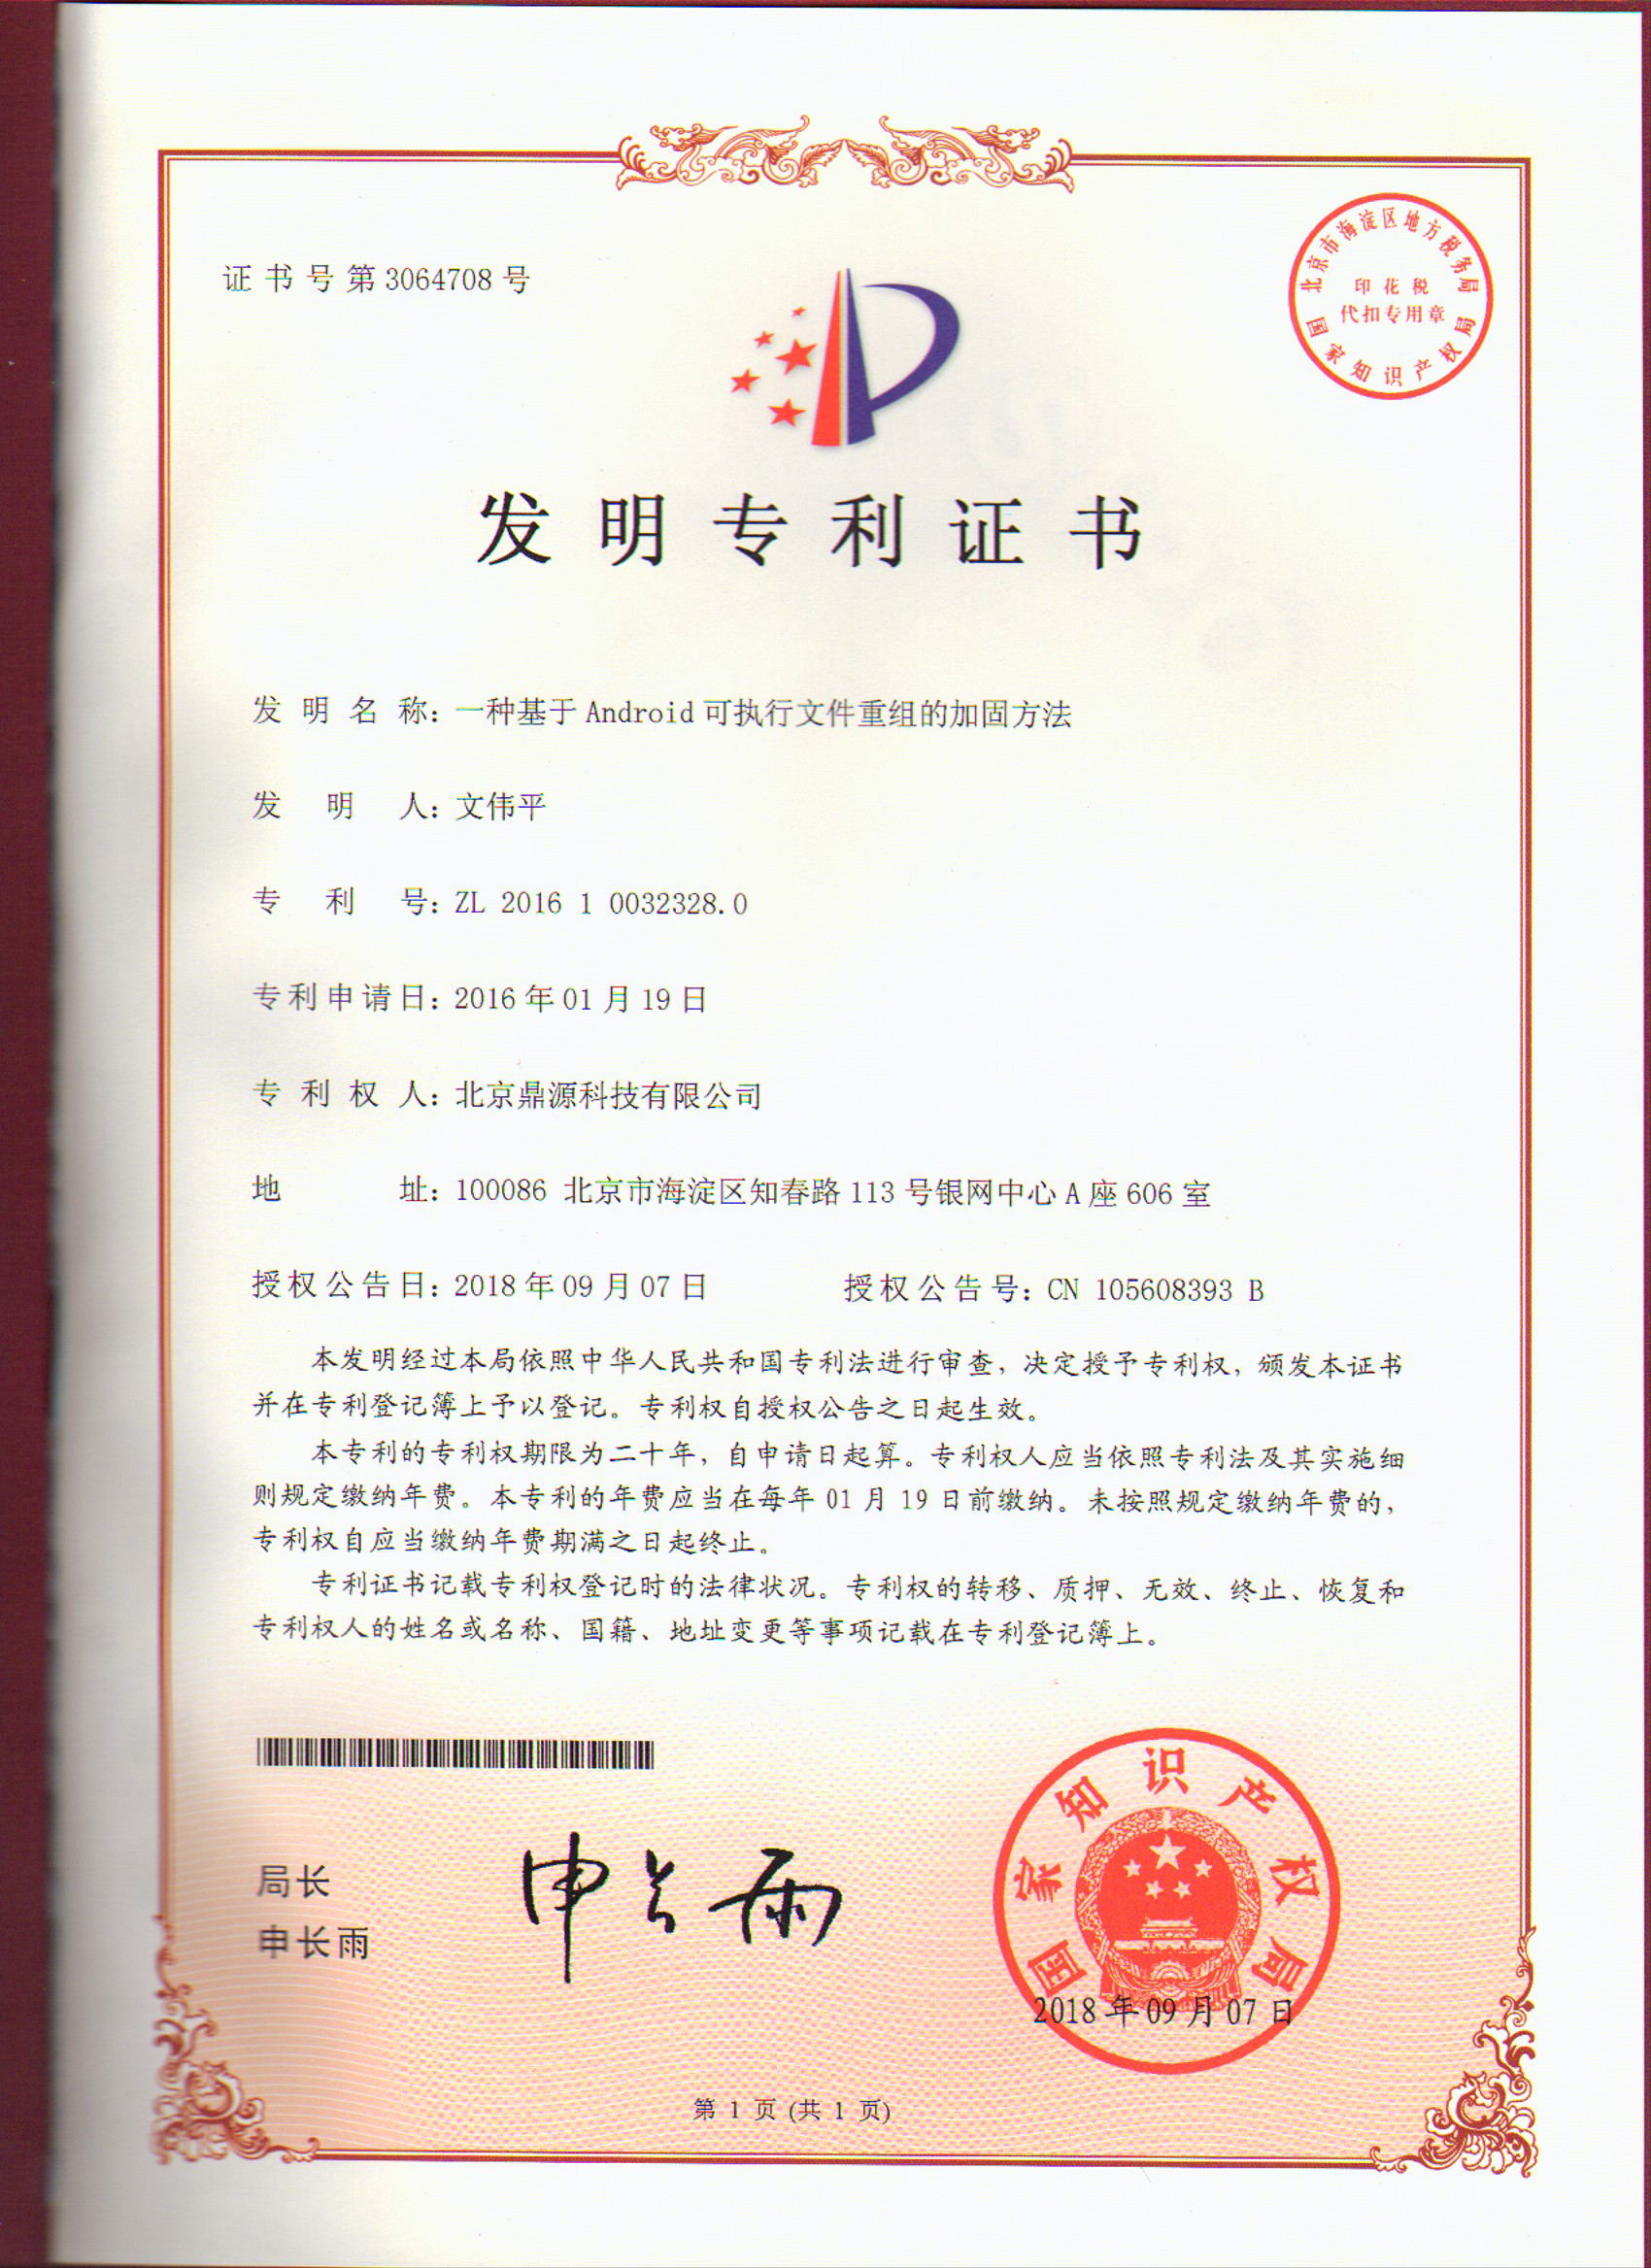 证书号第3064708号
北京市海淀区地方税务局
印花税
代扣专用章
国家知识产权局
发明专利证书
发明名称：一种基于Android可执行文件重组的加固方法
发明人：文伟平
专利号：ZL 2016 1 0032328.0
专利申请日：2016年01月19日
专利权人：北京鼎源科技有限公司
地址：100086 北京市海淀区知春路113号银网中心A座606室
授权公告日：2018年09月07日 授权公告号：CN 105608393 B
本发明经过本局依照中华人民共和国专利法进行审查，决定授予专利权，颁发本证书
并在专利登记簿上予以登记。专利权自授权公告之日起生效。
本专利的专利权期限为二十年，自申请日起算。专利权人应当依照专利法及其实施细
则规定缴纳年费。本专利的年费应当在每年01月19日前缴纳。未按照规定缴纳年费的，
专利权自应当缴纳年费期满之日起终止。
专利证书记载专利权登记时的法律状况。专利权的转移、质押、无效、终止、恢复和
专利权人的姓名或名称、国籍、地址变更等事项记载在专利登记簿上。
局长
申长雨
申长雨
国家知识产权局
2018年09月07日
第 1 页 (共 1 页)